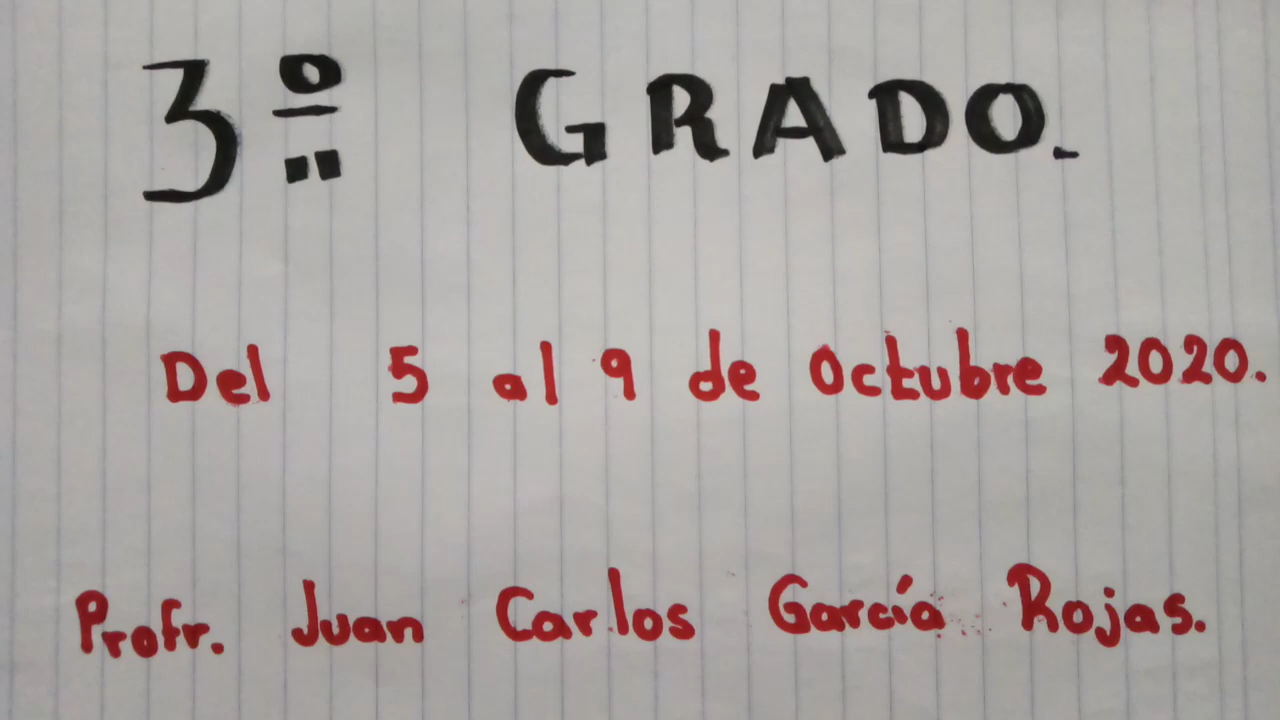 3º GRADO.
Del 5 al 9 de Octubre 2020.
Profr. Juan Carlos García Rojas.